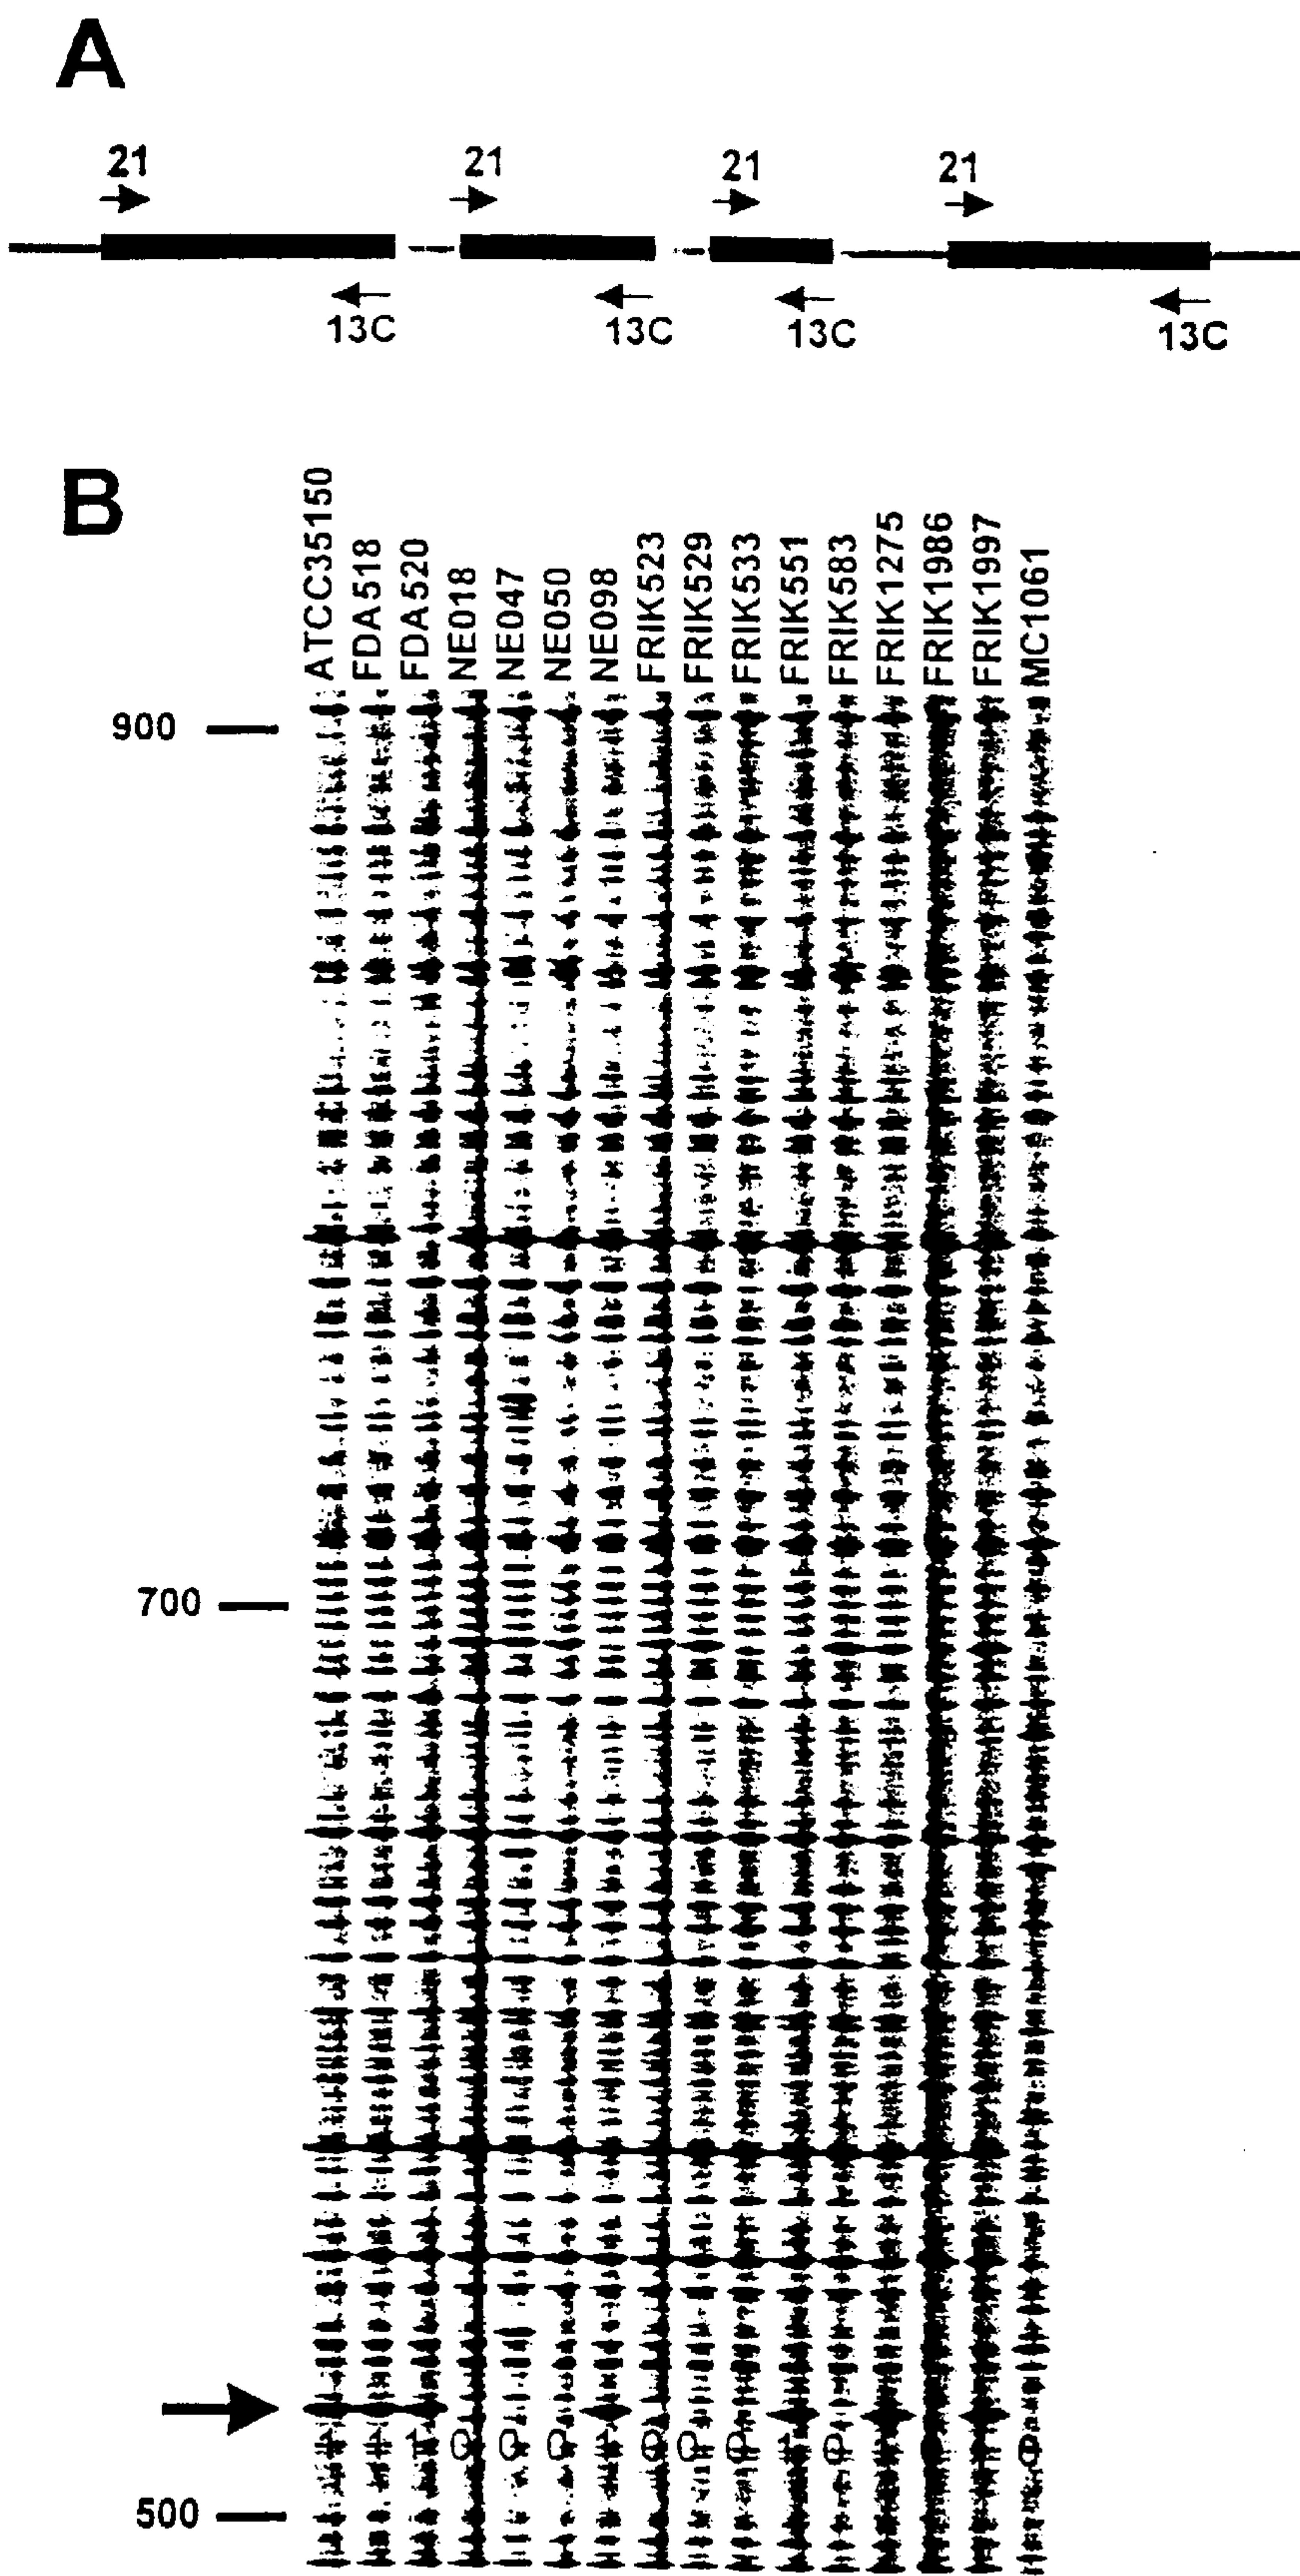 A
21 21 21 21
13C 13C 13C 13C
B
ATCC35150
FDA518
FDA520
NE018
NE047
NE050
NE098
FRIK523
FRIK529
FRIK533
FRIK551
FRIK583
FRIK1275
FRIK1986
FRIK1997
MC1061
900
700
500